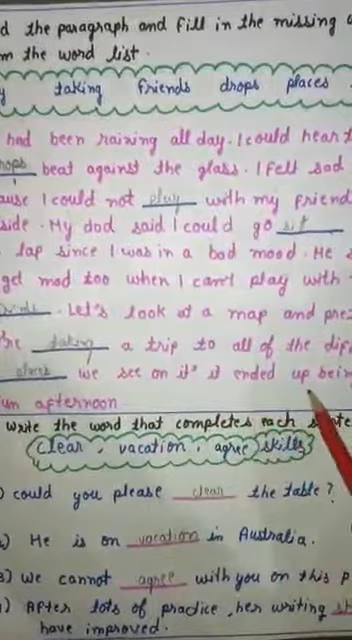 d the paragraph and fill in the missing
m the word list.
y taking friends drops places
had been raining all day. I could hear t
rops beat against the glass. I felt sad
ause I could not play with my friend
side. My dad said I could go sit
lap since I was in a bad mood. He
get mad too when I can't play with
Let's look at a map and pre
re taking a trip to all of the dif
places we see on it" it ended up bein
un afternoon
write the word that completes each sente
clear, vacation, agree skills
) could you please clear the table?
) He is on vacation in Australia.
3) we cannot agree with you on this p
) After lots of practice, her writing sk
have improved.